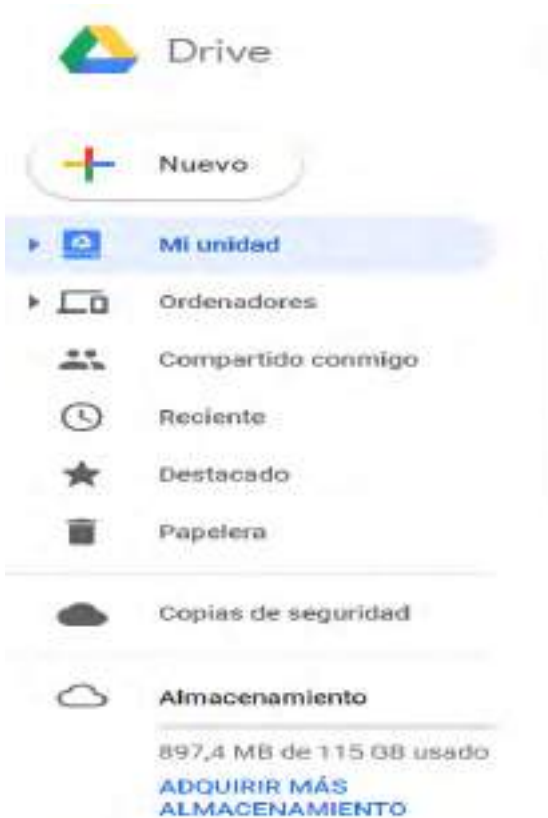 Drive
Nuevo
Mi unidad
Ordenadores
Compartido conmigo
Reciente
Destacado
Papelera
Copias de seguridad
Almacenamiento
897,4 MB de 115 GB usado
ADQUIRIR MÁS
ALMACENAMIENTO